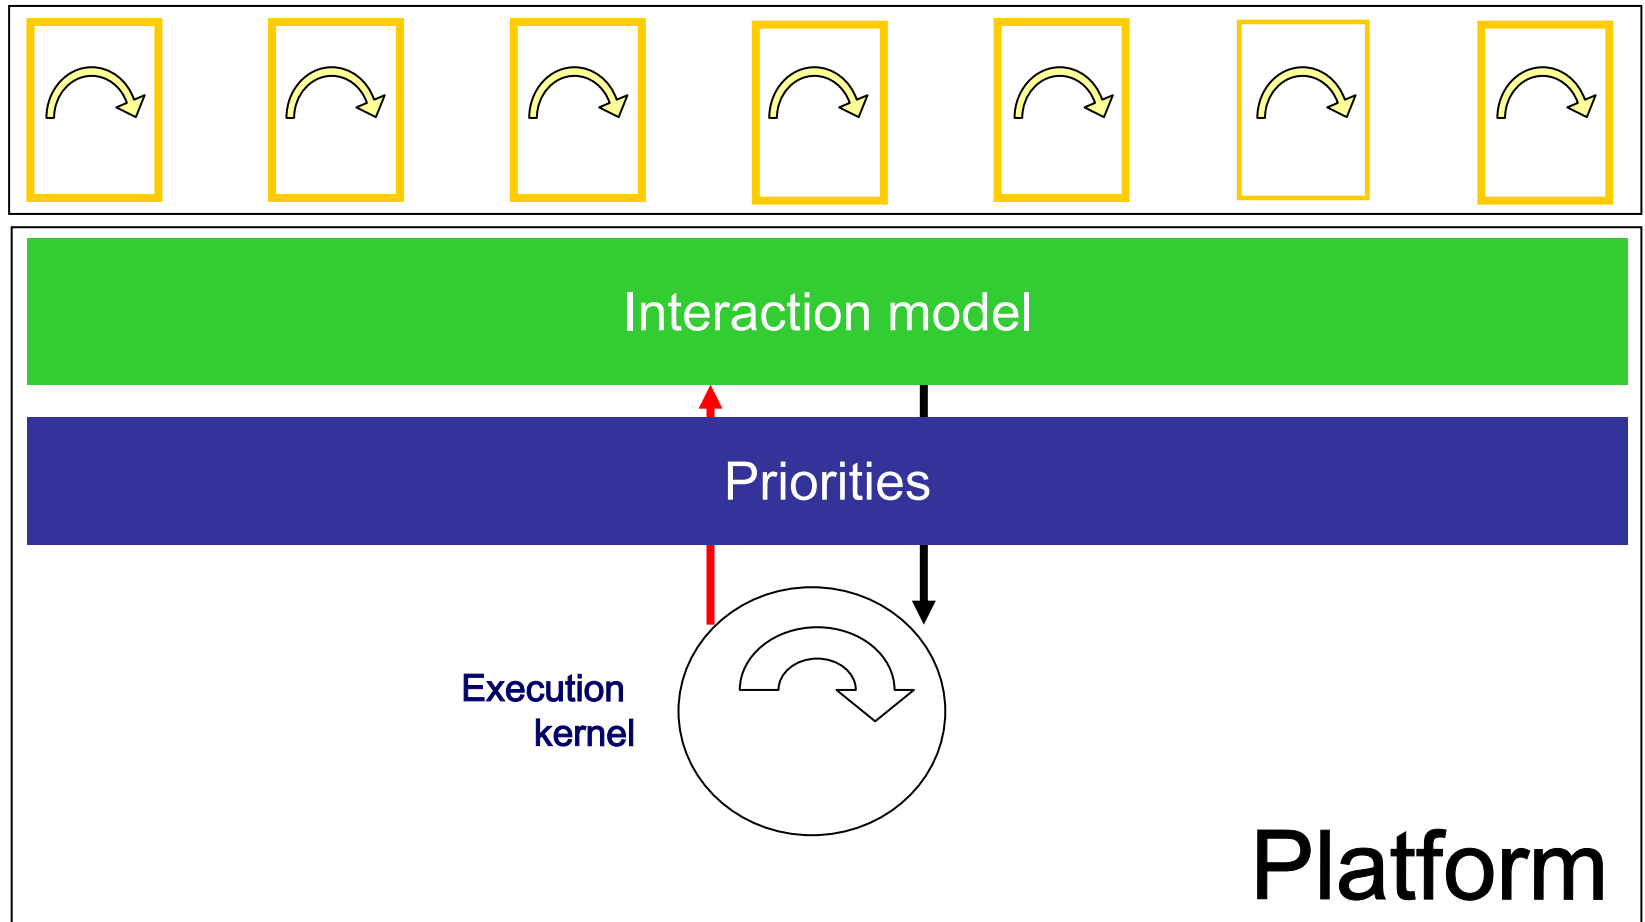 Interaction model
Priorities
Execution
kernel
Platform